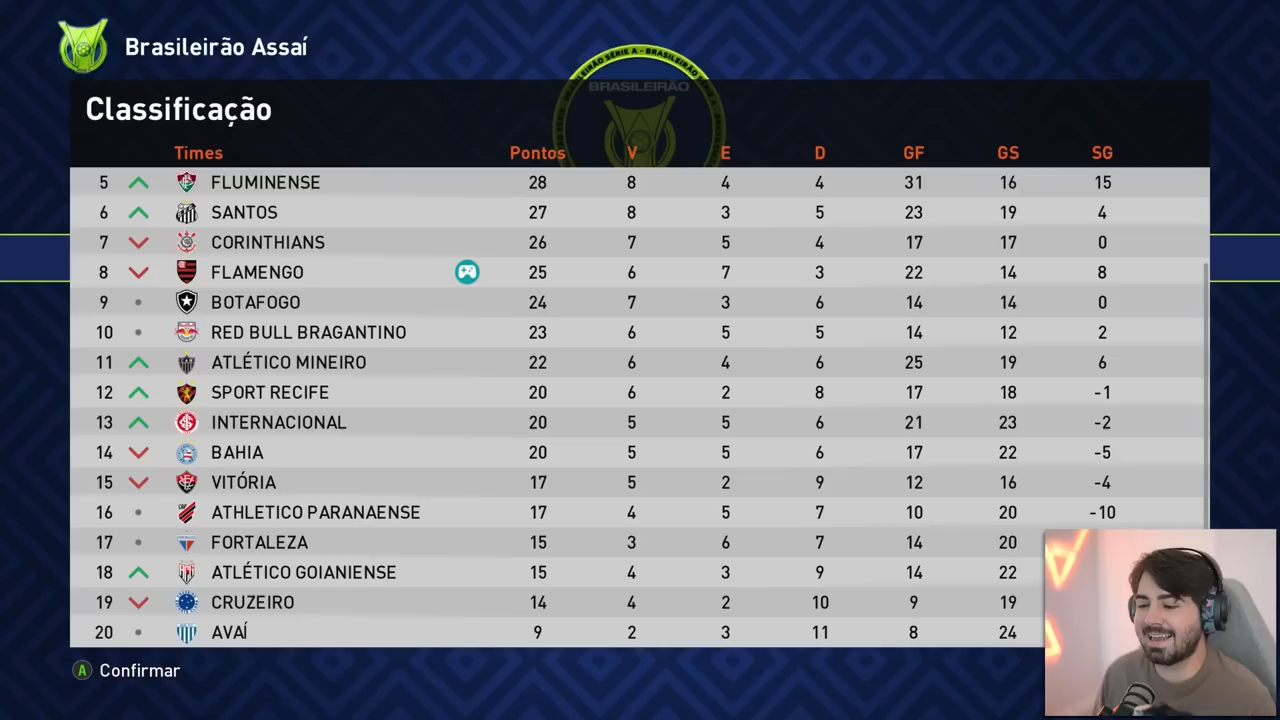 Brasileirão Assaí
BRASILEIRÃO SÉRIE A - BRASILEIRÃO
BRASILEIRÃO
Classificação
Times Pontos V E D GF GS SG
5 FLUMINENSE 28 8 4 4 31 16 15
6 SANTOS 27 8 3 5 23 19 4
7 CORINTHIANS 26 7 5 4 17 17 0
8 FLAMENGO 25 6 7 3 22 14 8
9 BOTAFOGO 24 7 3 6 14 14 0
10 RED BULL BRAGANTINO 23 6 5 5 14 12 2
11 ATLÉTICO MINEIRO 22 6 4 6 25 19 6
12 SPORT RECIFE 20 6 2 8 17 18 -1
13 INTERNACIONAL 20 5 5 6 21 23 -2
14 BAHIA 20 5 5 6 17 22 -5
15 VITÓRIA 17 5 2 9 12 16 -4
16 ATHLETICO PARANAENSE 17 4 5 7 10 20 -10
17 FORTALEZA 15 3 6 7 14 20
18 ATLÉTICO GOIANIENSE 15 4 3 9 14 22
19 CRUZEIRO 14 4 2 10 9 19
20 AVAÍ 9 2 3 11 8 24
A Confirmar